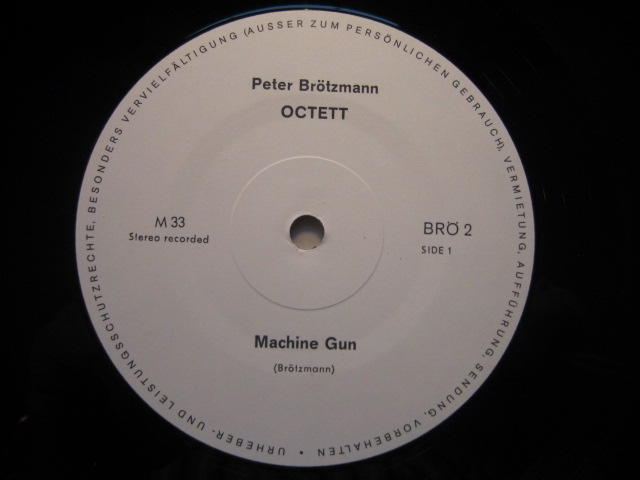 URHEBER- UND LEISTUNGSSCHUTZRECHTE, BESONDERS VERVIELFÄLTIGUNG (AUSSER ZUM PERSÖNLICHEN GEBRAUCH), VERMIETUNG, AUFFÜHRUNG, SENDUNG, VORBEHALTEN •
Peter Brötzmann
OCTETT
M 33
Stereo recorded
BRÖ 2
SIDE 1
Machine Gun
(Brötzmann)